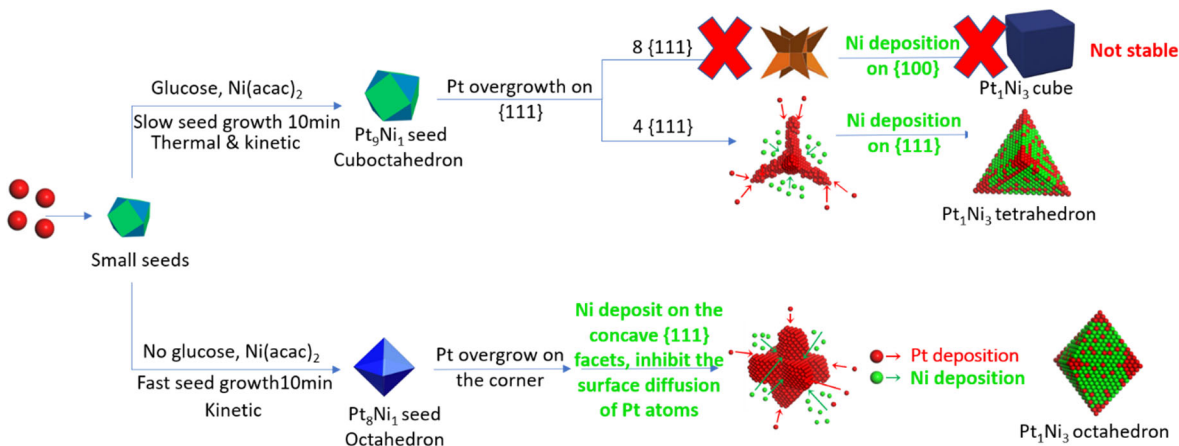 Glucose, Ni(acac)2
Slow seed growth 10min
Thermal & kinetic
Pt9Ni1 seed
Cuboctahedron
Pt overgrowth on
{111}
8 {111}
Ni deposition
on {100}
Pt1Ni3 cube
Not stable
4 {111}
Ni deposition
on {111}
Pt1Ni3 tetrahedron
Small seeds
No glucose, Ni(acac)2
Fast seed growth10min
Kinetic
Pt8Ni1 seed
Octahedron
Pt overgrow on
the corner
Ni deposit on the
concave {111}
facets, inhibit the
surface diffusion
of Pt atoms
Pt deposition
Ni deposition
Pt1Ni3 octahedron